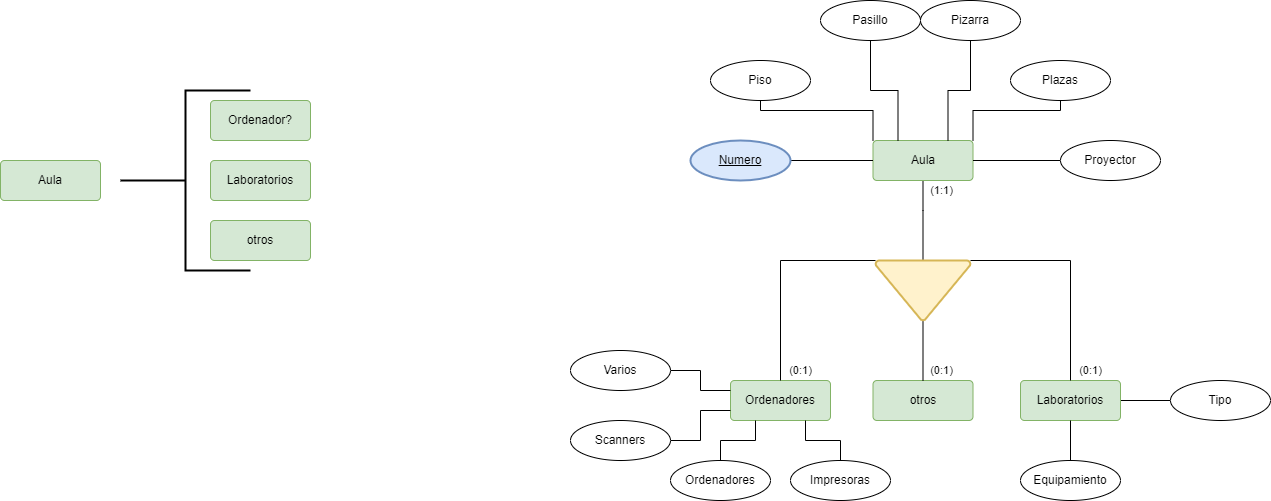 Pasillo
Pizarra
Piso
Plazas
Ordenador?
Aula
Laboratorios
otros
Numero
Aula
Proyector
(1:1)
(0:1)
(0:1)
(0:1)
Varios
Ordenadores
otros
Laboratorios
Tipo
Scanners
Ordenadores
Impresoras
Equipamiento